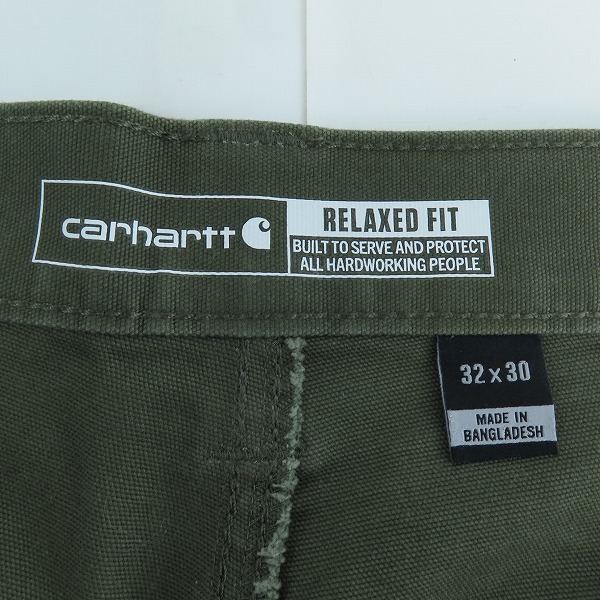 carhartt
RELAXED FIT
BUILT TO SERVE AND PROTECT
ALL HARDWORKING PEOPLE
32 x 30
MADE IN
BANGLADESH